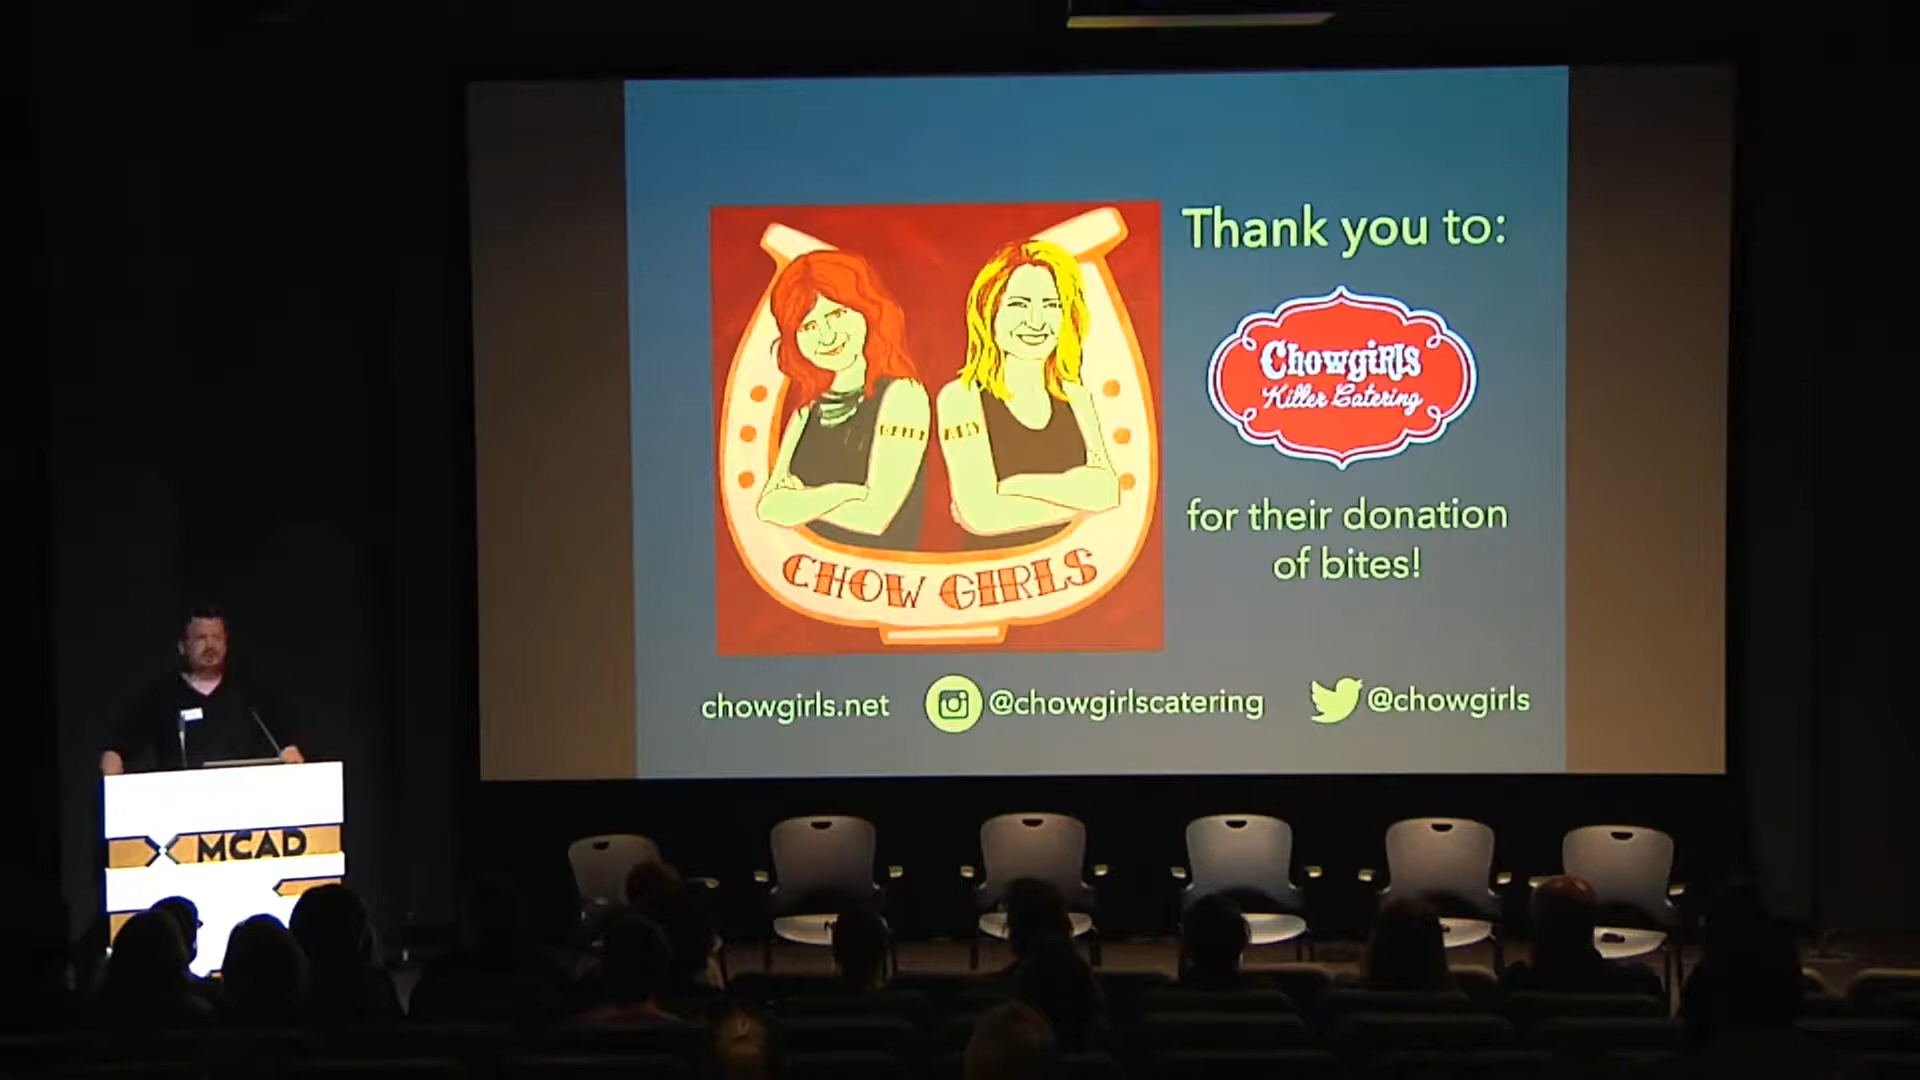 Thank you to:
Chowgirls
Killer Catering
for their donation
of bites!
CHOW GIRLS
chowgirls.net
@chowgirlscatering
@chowgirls
MCAD